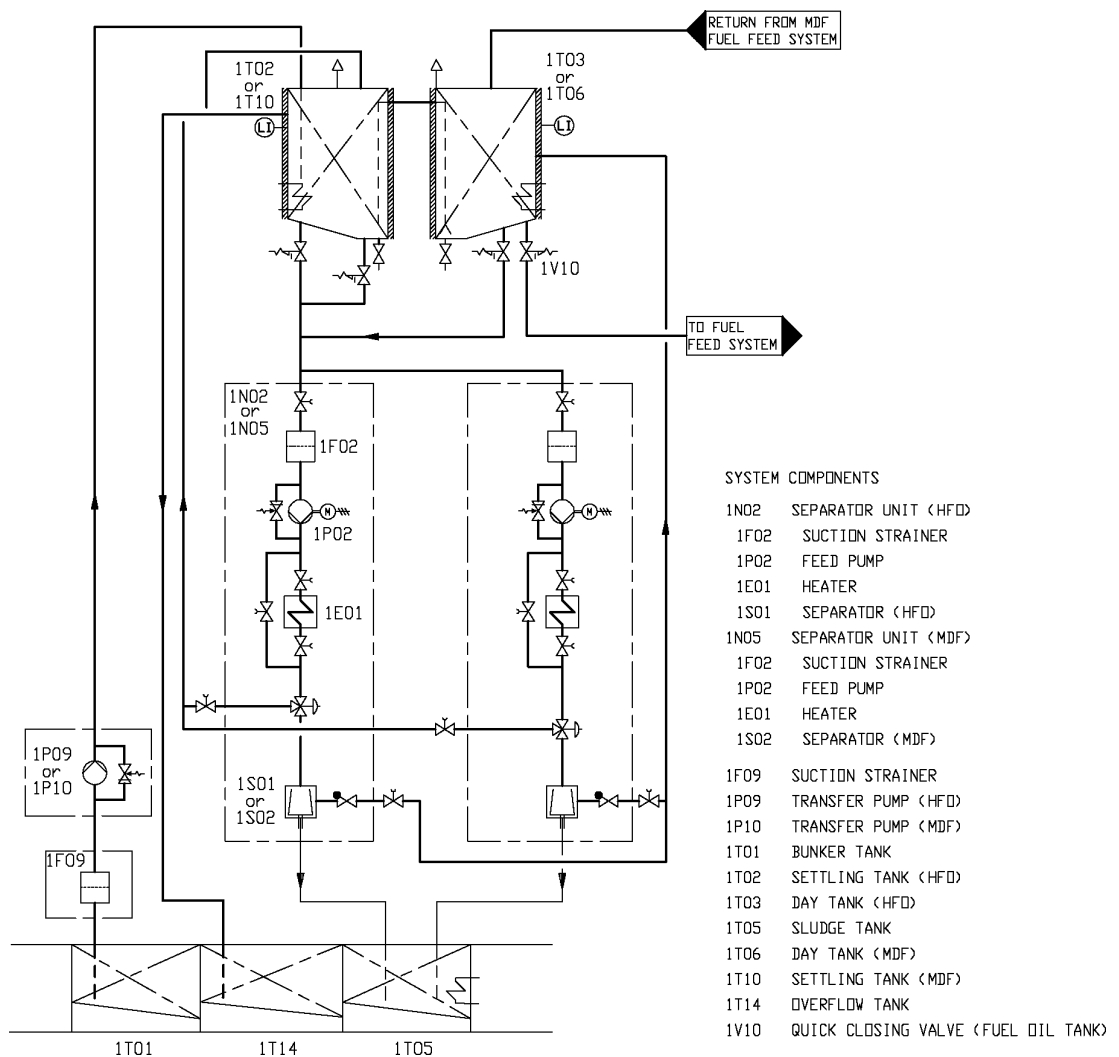 RETURN FROM MDF
FUEL FEED SYSTEM
1T02
or
1T10
1T03
or
1T06
LI
LI
1V10
TO FUEL
FEED SYSTEM
1N02
or
1N05
1F02
M
M
1P02
1E01
1P09
or
1P10
1S01
or
1S02
1F09
1T01
1T14
1T05
SYSTEM COMPONENTS
1N02 SEPARATOR UNIT (HFO)
1F02 SUCTION STRAINER
1P02 FEED PUMP
1E01 HEATER
1S01 SEPARATOR (HFO)
1N05 SEPARATOR UNIT (MDF)
1F02 SUCTION STRAINER
1P02 FEED PUMP
1E01 HEATER
1S02 SEPARATOR (MDF)
1F09 SUCTION STRAINER
1P09 TRANSFER PUMP (HFO)
1P10 TRANSFER PUMP (MDF)
1T01 BUNKER TANK
1T02 SETTLING TANK (HFO)
1T03 DAY TANK (HFO)
1T05 SLUDGE TANK
1T06 DAY TANK (MDF)
1T10 SETTLING TANK (MDF)
1T14 OVERFLOW TANK
1V10 QUICK CLOSING VALVE (FUEL OIL TANK)